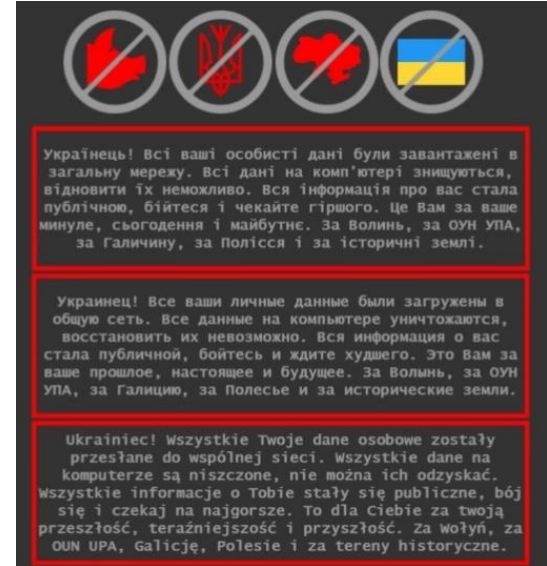 Українець! Всі ваші особисті дані були завантажені в
загальну мережу. Всі дані на комп'ютері знищуються,
відновити їх неможливо. Вся інформація про вас стала
публічною, бійтеся і чекайте гіршого. Це Вам за ваше
минуле, сьогодення і майбутнє. За Волинь, за ОУН УПА,
за Галичину, за Полісся і за історичні землі.
Украинец! Все ваши личные данные были загружены в
общую сеть. Все данные на компьютере уничтожаются,
восстановить их невозможно. Вся информация о вас
стала публичной, бойтесь и ждите худшего. Это Вам за
ваше прошлое, настоящее и будущее. За Волынь, за ОУН
УПА, за Галицию, за Полесье и за исторические земли.
Ukrainiec! Wszystkie Twoje dane osobowe zostały
przesłane do wspólnej sieci. Wszystkie dane na
komputerze są niszczone, nie można ich odzyskać.
Wszystkie informacje o Tobie stały się publiczne, bój
się i czekaj na najgorsze. To dla Ciebie za twoją
przeszłość, teraźniejszość i przyszłość. Za Wołyń, za
OUN UPA, Galicję, Polesie i za tereny historyczne.